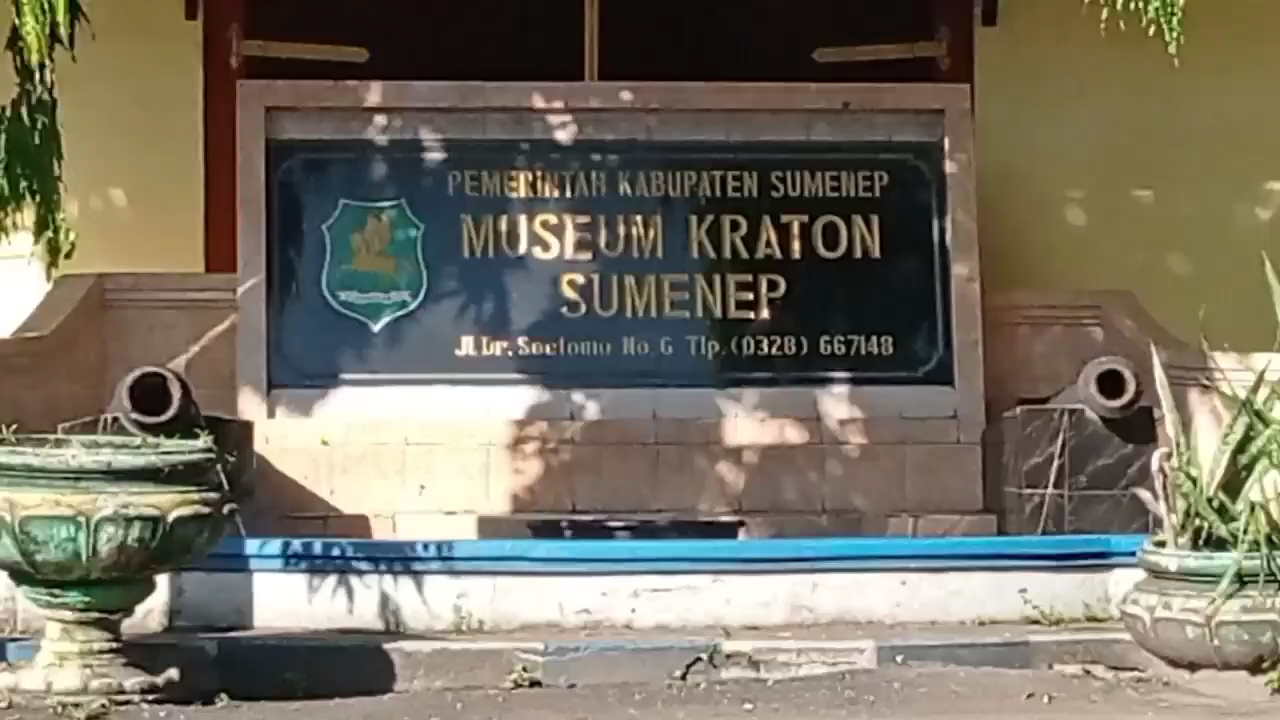 PEMERINTAH KABUPATEN SUMENEP
MUSEUM KRATON
SUMENEP
Jl.Dr. Soetomo No. 6 Tlp. (0328) 667148